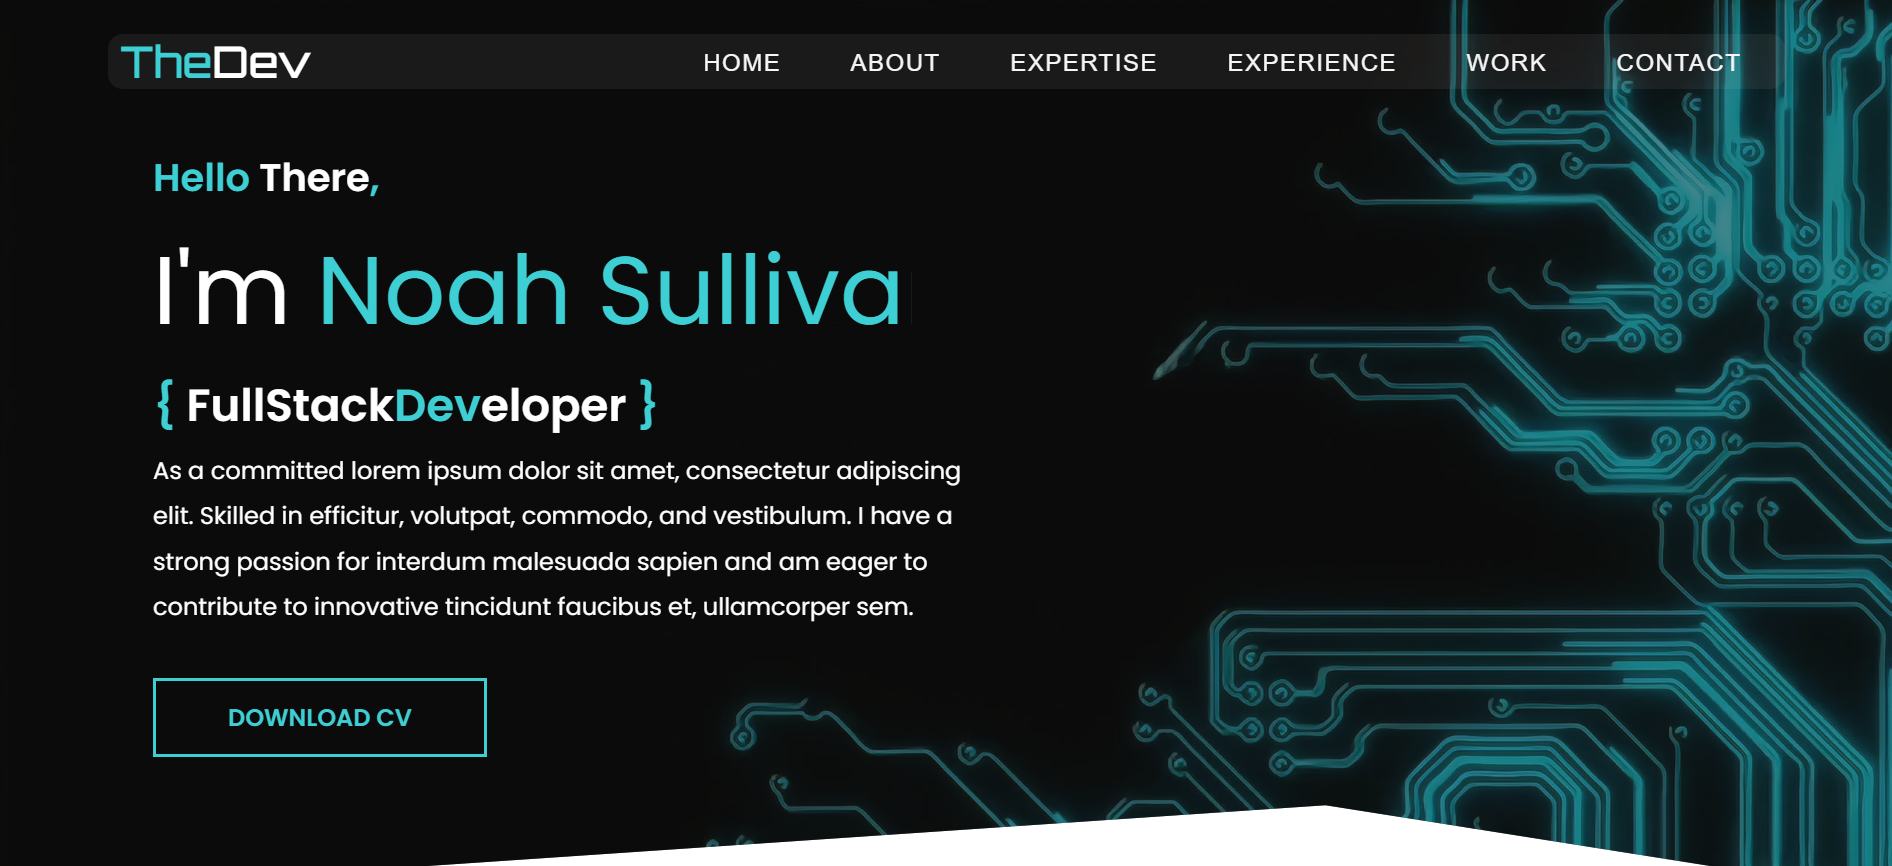 TheDev
HOME ABOUT EXPERTISE EXPERIENCE WORK CONTACT
Hello There,
I'm Noah Sulliva
{ FullStackDeveloper }
As a committed lorem ipsum dolor sit amet, consectetur adipiscing
elit. Skilled in efficitur, volutpat, commodo, and vestibulum. I have a
strong passion for interdum malesuada sapien and am eager to
contribute to innovative tincidunt faucibus et, ullamcorper sem.
DOWNLOAD CV